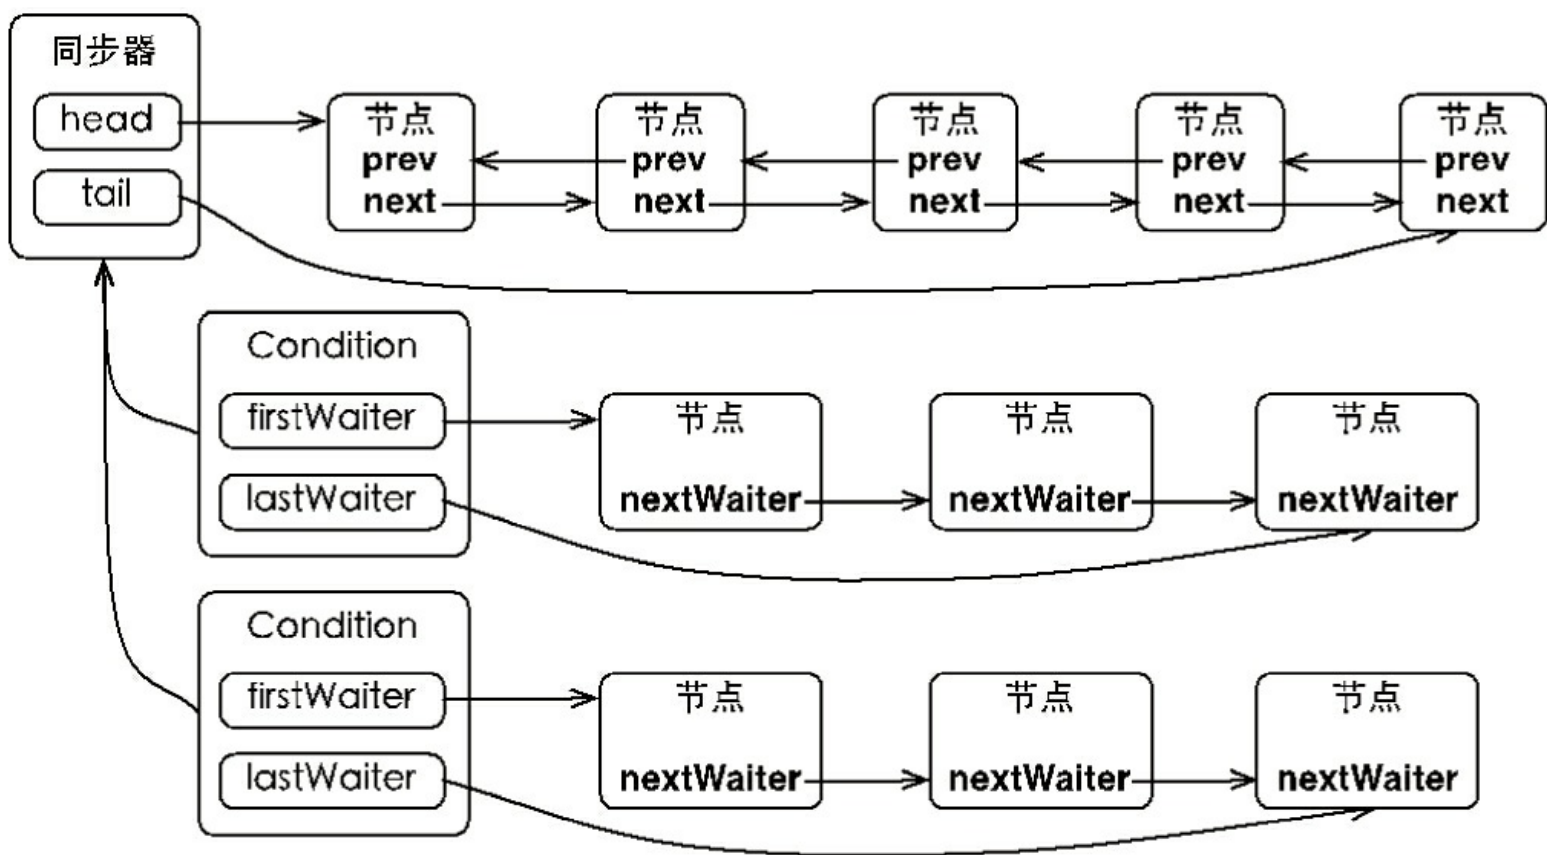 同步器
head
tail
节点 节点 节点 节点 节点
prev prev prev prev prev
next next next next next
Condition
firstWaiter
lastWaiter
节点 节点 节点
nextWaiter nextWaiter nextWaiter
Condition
firstWaiter
lastWaiter
节点 节点 节点
nextWaiter nextWaiter nextWaiter